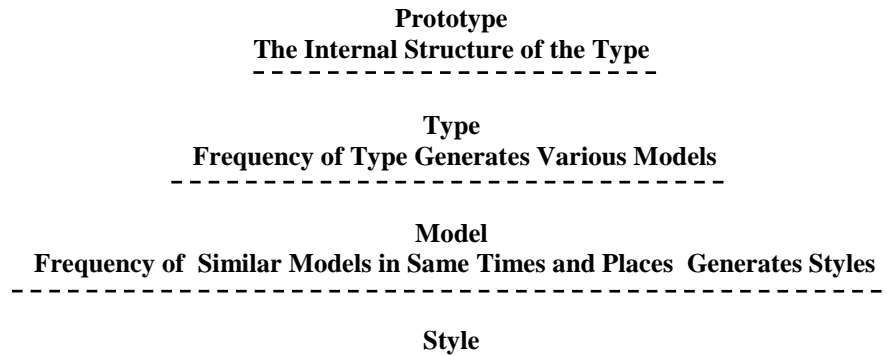 Prototype
The Internal Structure of the Type
Type
Frequency of Type Generates Various Models
Model
Frequency of Similar Models in Same Times and Places Generates Styles
Style